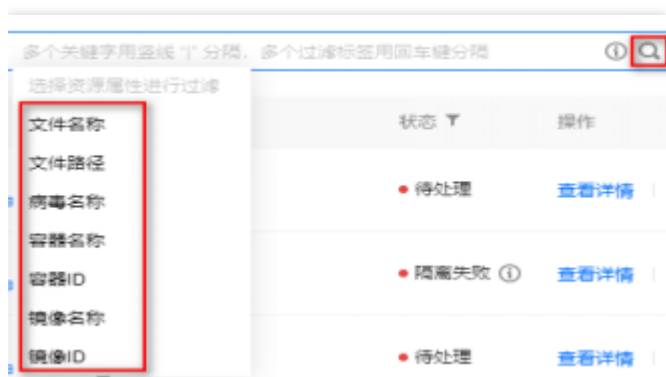 多个关键字用竖线 "|" 分隔，多个过滤标签用回车键分隔
选择资源属性进行过滤
文件名称
状态 操作
文件路径
病毒名称
待处理 查看详情
容器名称
容器ID
隔离失败 查看详情
镜像名称
镜像ID
待处理 查看详情